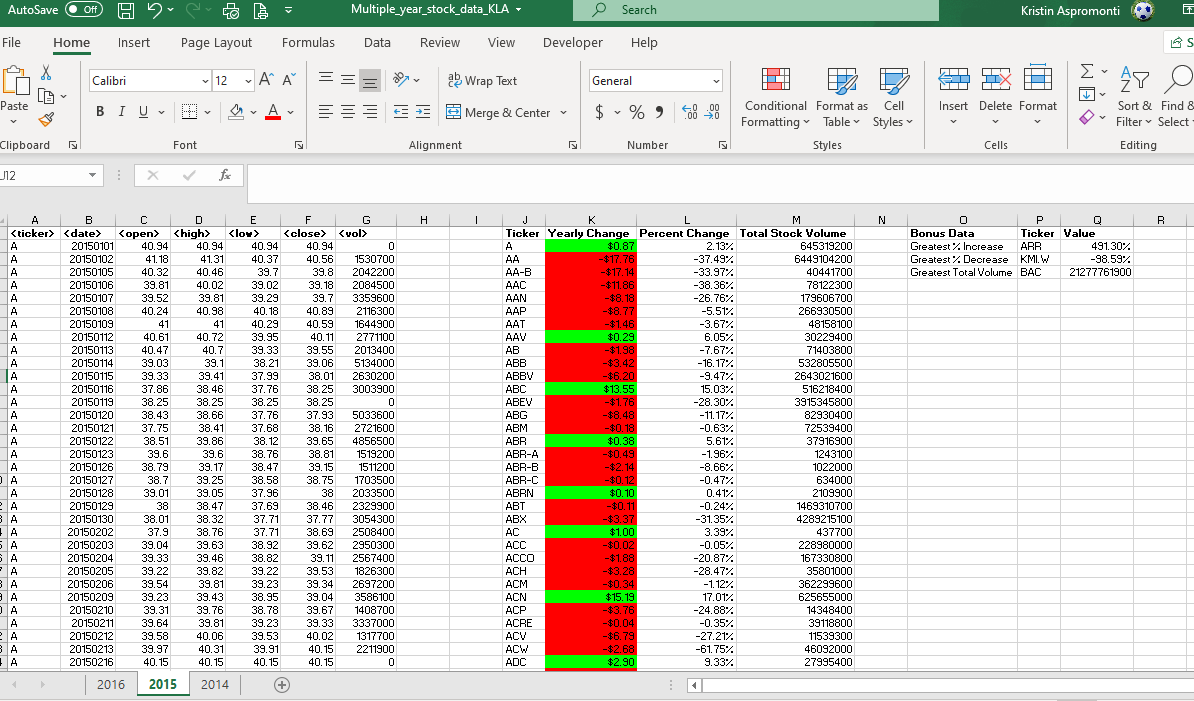 AutoSave Off Multiple_year_stock_data_KLA Search Kristin Aspromonti
File Home Insert Page Layout Formulas Data Review View Developer Help
Calibri 12 A A ab Wrap Text General
Paste B I U A Merge & Center $ % 9 Conditional Formatting Format as Table Cell Styles Insert Delete Format Sort & Filter Find & Select
Clipboard Font Alignment Number Styles Cells Editing
J12 fx
A B C D E F G H I J K L M N O P Q R
<ticker> <date> <open> <high> <low> <close> <vol> Ticker Yearly Change Percent Change Total Stock Volume Bonus Data Ticker Value
A 20150101 40.94 40.94 40.94 40.94 0 A $0.87 2.13% 645319200 Greatest % Increase ARR 491.30%
A 20150102 41.18 41.31 40.37 40.56 1530700 AA -$17.76 -37.49% 6449104200 Greatest % Decrease KMI.W -98.59%
A 20150105 40.32 40.46 39.7 39.8 2042200 AA-B -$17.14 -33.97% 40441700 Greatest Total Volume BAC 21277761900
A 20150106 39.81 40.02 39.02 39.18 2084500 AAC -$11.86 -38.36% 78122300
A 20150107 39.52 39.81 39.29 39.7 3359600 AAN -26.76% 179606700
A 20150108 40.24 40.98 40.18 40.89 2116300 AAP -$8.77 -5.51% 266930500
A 20150109 41 41 40.29 40.59 1644900 AAT -3.67% 48158100
A 20150112 40.61 40.72 39.95 40.11 2771100 AAV $0.29 6.05% 30229400
A 20150113 40.47 40.7 39.33 39.55 2013400 AB -7.67% 71403800
A 20150114 39.03 39.1 38.21 39.06 5134000 ABB -$3.42 -16.17% 532605500
A 20150115 39.33 39.41 37.99 38.01 2630200 ABBV -$6.20 -9.47% 2643021600
A 20150116 37.86 38.46 37.76 38.25 3003900 ABC $13.55 15.03% 516218400
A 20150119 38.25 38.25 38.25 38.25 0 ABEV -$1.76 -28.30% 3915345800
A 20150120 38.43 38.66 37.76 37.93 5033600 ABG -$8.48 -11.17% 82930400
A 20150121 37.75 38.41 37.68 38.16 2721600 ABM -0.63% 72539400
A 20150122 38.51 39.86 38.12 39.65 4856500 ABR $0.38 5.61% 37916900
A 20150123 39.6 39.6 38.76 38.81 1519200 ABR-A -$0.49 -1.96% 1243100
A 20150126 38.79 39.17 38.47 39.15 1511200 ABR-B -$2.14 -8.66% 1022000
A 20150127 38.7 39.25 38.58 38.75 1703500 ABR-C -$0.12 -0.47% 634000
A 20150128 39.01 39.05 37.96 38 2033500 ABRN $0.10 0.41% 2109900
A 20150129 38 38.47 37.69 38.46 2329900 ABT -$0.11 -0.24% 1469310700
A 20150130 38.01 38.32 37.71 37.77 3054300 ABX -$3.37 -31.35% 4289215100
A 20150202 37.9 38.76 37.71 38.69 2508400 AC $1.00 3.39% 437700
A 20150203 39.04 39.63 38.92 39.62 2950300 ACC -$0.02 -0.05% 228980000
A 20150204 39.33 39.46 38.82 39.11 2567400 ACCO -$1.88 -20.87% 167330800
A 20150205 39.22 39.82 39.22 39.53 1826300 ACH -$3.28 -28.47% 35801000
A 20150206 39.54 39.81 39.23 39.34 2697200 ACM -$0.34 -1.12% 362299600
A 20150209 39.23 39.43 38.95 39.04 3586100 ACN $15.19 17.01% 625655000
A 20150210 39.31 39.76 38.78 39.67 1408700 ACP -$3.76 -24.88% 14348400
A 20150211 39.64 39.81 39.23 39.33 3337000 ACRE -$0.04 -0.35% 39118800
A 20150212 39.58 40.06 39.53 40.02 1317700 ACV -$6.79 -27.21% 11539300
A 20150213 39.97 40.31 39.91 40.15 2211900 ACW -$2.68 -61.75% 46092000
A 20150216 40.15 40.15 40.15 40.15 0 ADC $2.90 9.33% 27995400
2016 2015 2014